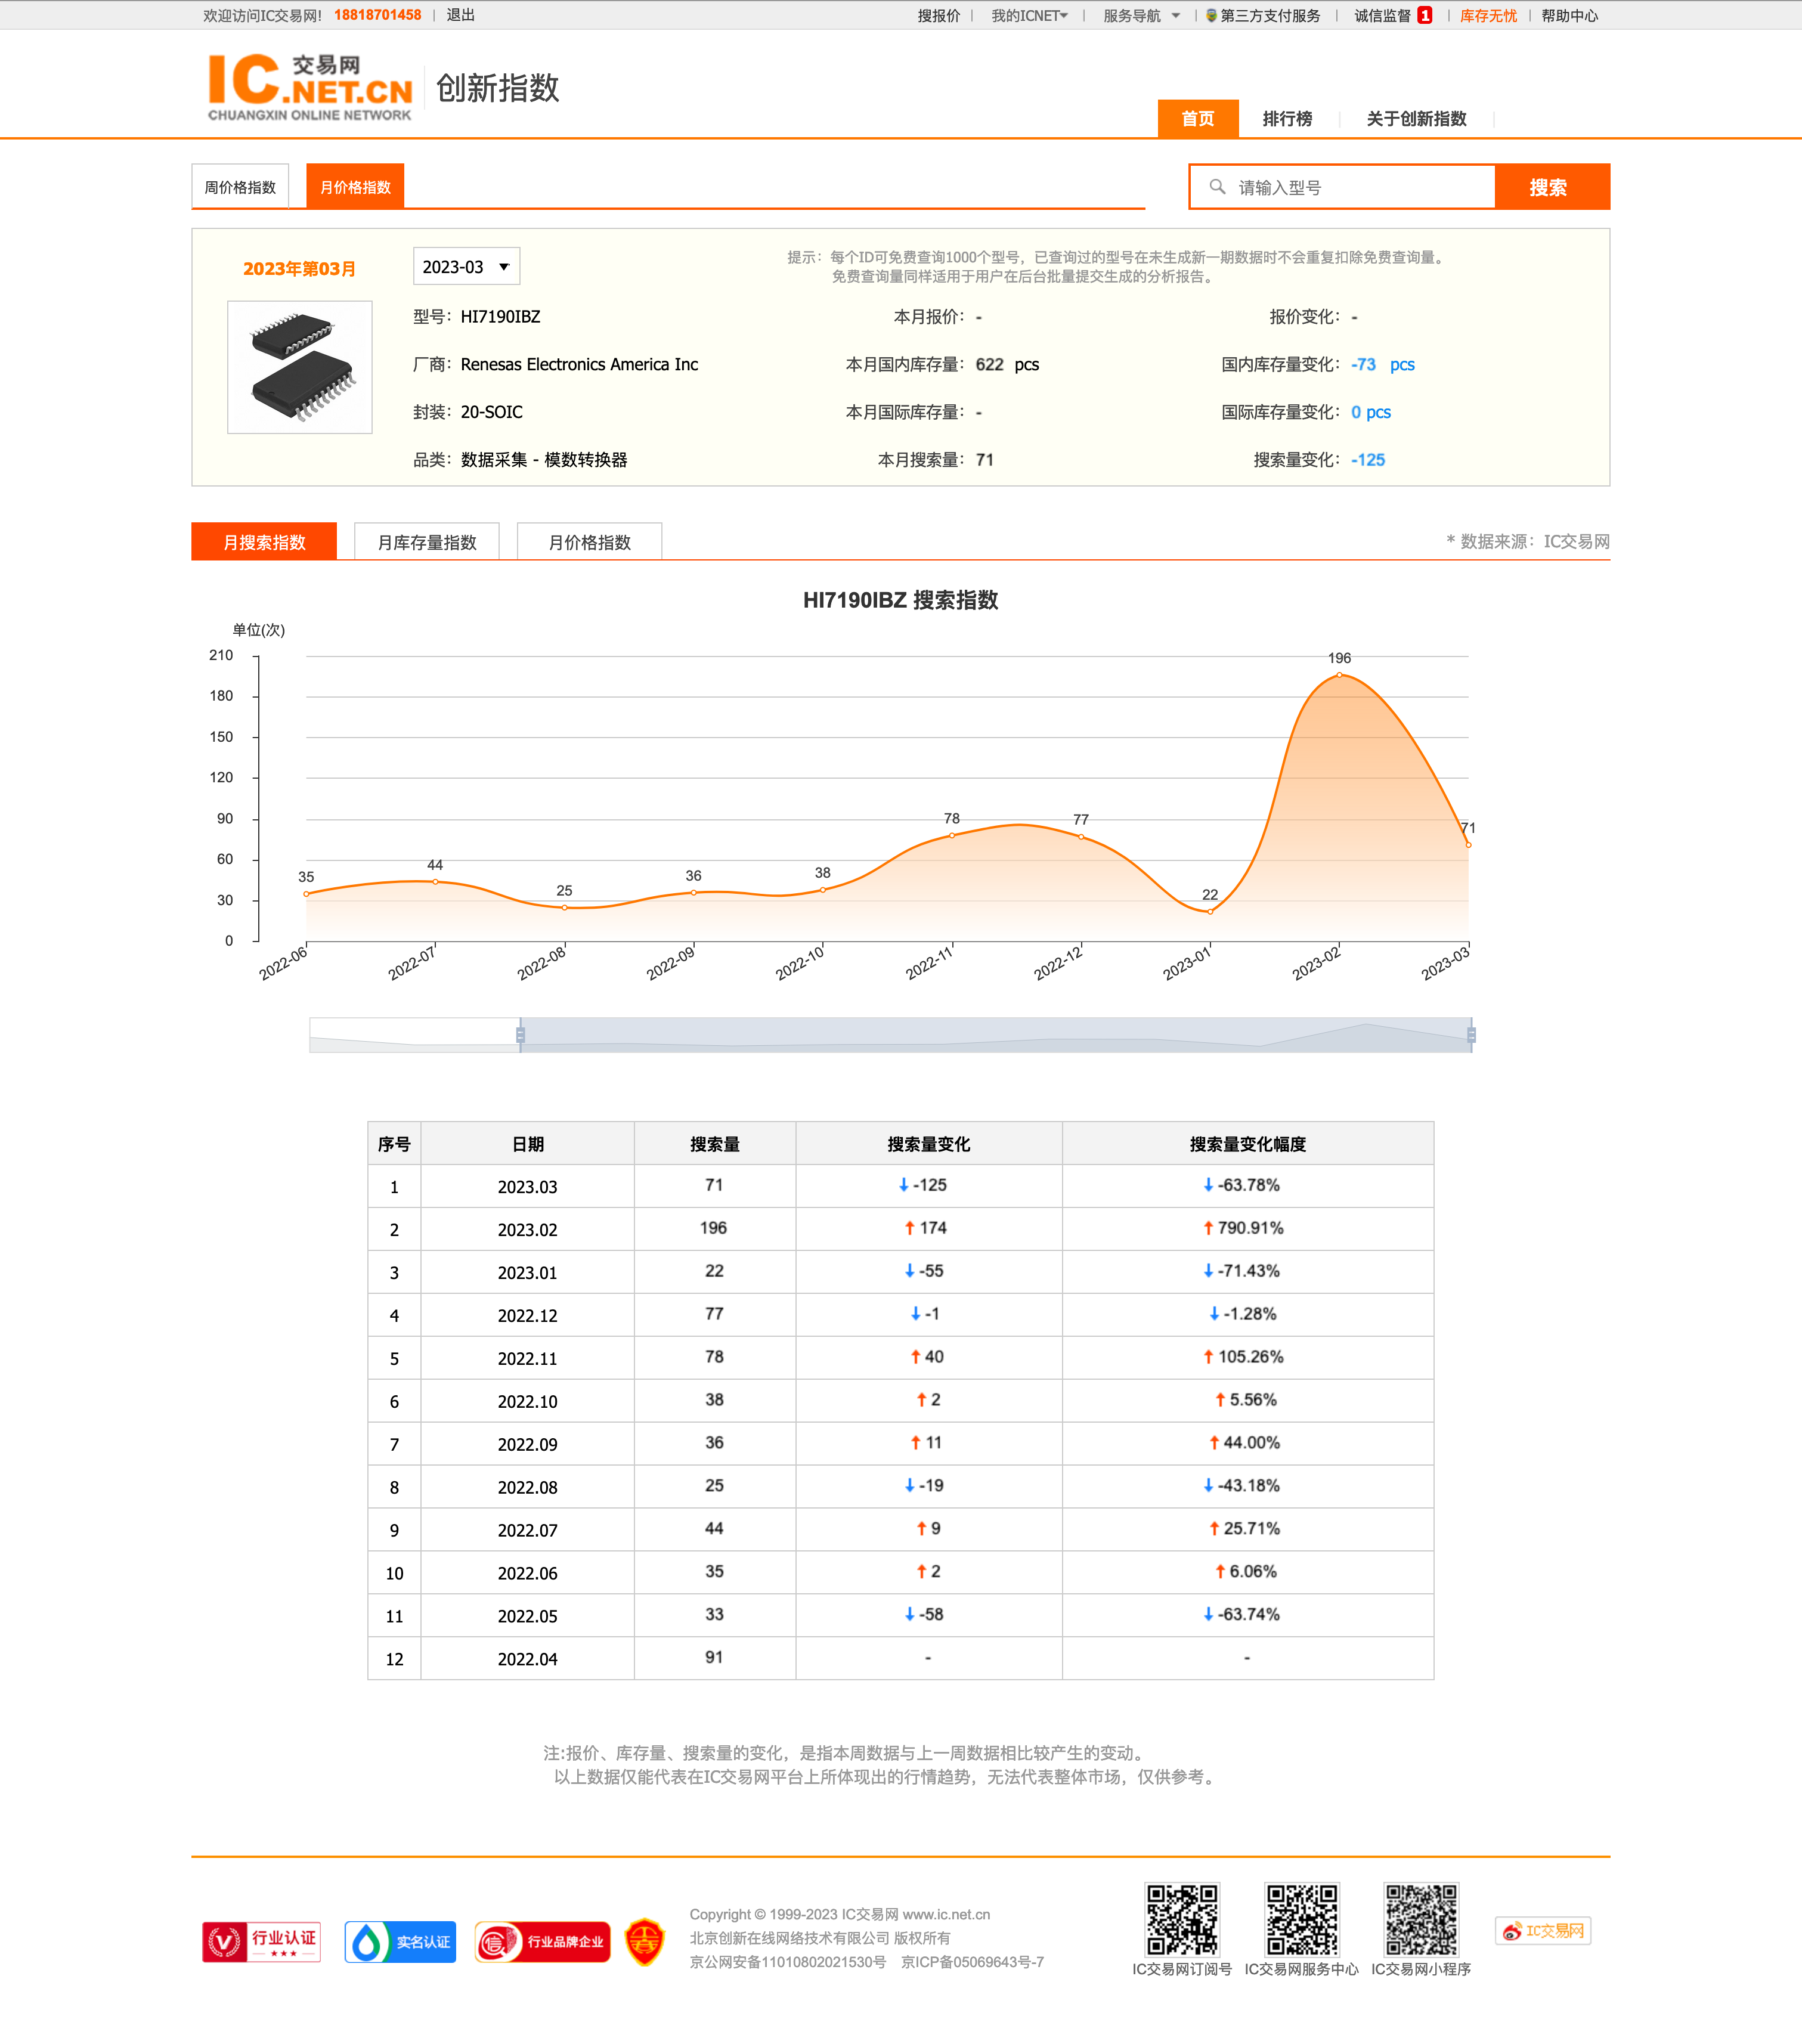 欢迎访问IC交易网! 18818701458 | 退出 搜报价 | 我的ICNET | 服务导航 | 第三方支付服务 | 诚信监督 1 | 库存无忧 | 帮助中心
IC 交易网 .NET.CN
CHUANGXIN ONLINE NETWORK
创新指数
首页 排行榜 关于创新指数
周价格指数 月价格指数 请输入型号 搜索
2023年第03月 2023-03
提示：每个ID可免费查询1000个型号，已查询过的型号在未生成新一期数据时不会重复扣除免费查询量。
免费查询量同样适用于用户在后台批量提交生成的分析报告。
型号：HI7190IBZ 本月报价：- 报价变化：-
厂商：Renesas Electronics America Inc 本月国内库存量：622 pcs 国内库存量变化：-73 pcs
封装：20-SOIC 本月国际库存量：- 国际库存量变化：0 pcs
品类：数据采集 - 模数转换器 本月搜索量：71 搜索量变化：-125
月搜索指数 月库存量指数 月价格指数 * 数据来源：IC交易网
HI7190IBZ 搜索指数
单位(次)
210
180
150
120
90
60
30
0
35 44 25 36 38 78 77 22 196 71
2022-06 2022-07 2022-08 2022-09 2022-10 2022-11 2022-12 2023-01 2023-02 2023-03
序号 日期 搜索量 搜索量变化 搜索量变化幅度
1 2023.03 71 ↓-125 ↓-63.78%
2 2023.02 196 ↑174 ↑790.91%
3 2023.01 22 ↓-55 ↓-71.43%
4 2022.12 77 ↓-1 ↓-1.28%
5 2022.11 78 ↑40 ↑105.26%
6 2022.10 38 ↑2 ↑5.56%
7 2022.09 36 ↑11 ↑44.00%
8 2022.08 25 ↓-19 ↓-43.18%
9 2022.07 44 ↑9 ↑25.71%
10 2022.06 35 ↑2 ↑6.06%
11 2022.05 33 ↓-58 ↓-63.74%
12 2022.04 91 - -
注:报价、库存量、搜索量的变化，是指本周数据与上一周数据相比较产生的变动。
以上数据仅能代表在IC交易网平台上所体现出的行情趋势，无法代表整体市场，仅供参考。
行业认证 实名认证 信 行业品牌企业
Copyright © 1999-2023 IC交易网 www.ic.net.cn
北京创新在线网络技术有限公司 版权所有
京公网安备11010802021530号 京ICP备05069643号-7
IC交易网订阅号 IC交易网服务中心 IC交易网小程序
IC交易网